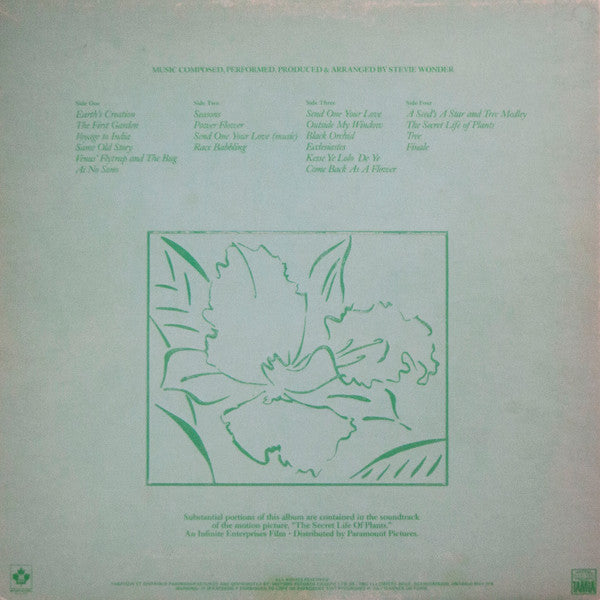 MUSIC COMPOSED, PERFORMED, PRODUCED & ARRANGED BY STEVIE WONDER
Side One
Earth's Creation
The First Garden
Voyage to India
Same Old Story
Venus' Flytrap and The Bug
Ai No Sono
Side Two
Seasons
Power Flower
Send One Your Love (music)
Race Babbling
Side Three
Send One Your Love
Outside My Window
Black Orchid
Ecclesiastes
Kesse Ye Lolo De Ye
Come Back As A Flower
Side Four
A Seed's A Star and Tree Medley
The Secret Life of Plants
Tree
Finale
Substantial portions of this album are contained in the soundtrack
of the motion picture, "The Secret Life Of Plants,"
An Infinite Enterprises Film • Distributed by Paramount Pictures.
ALL RIGHTS RESERVED
TAMLA